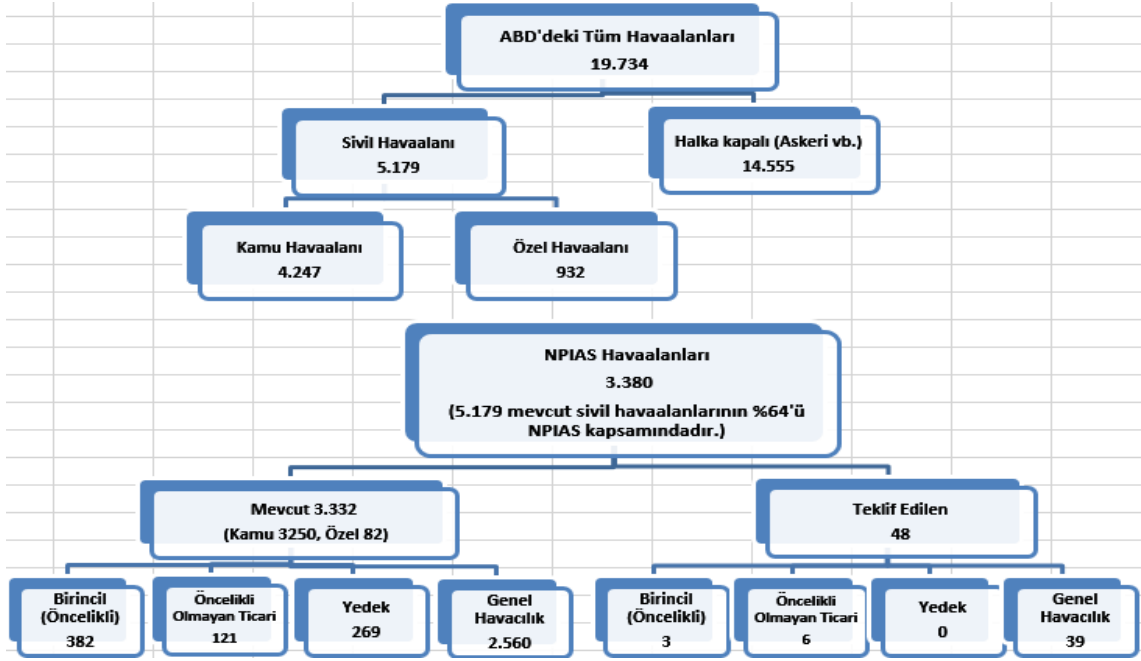 ABD'deki Tüm Havaalanları
19.734
Sivil Havaalanı
5.179
Halka kapalı (Askeri vb.)
14.555
Kamu Havaalanı
4.247
Özel Havaalanı
932
NPIAS Havaalanları
3.380
(5.179 mevcut sivil havaalanlarının %64'ü
NPIAS kapsamındadır.)
Mevcut 3.332
(Kamu 3250, Özel 82)
Teklif Edilen
48
Birincil
(Öncelikli)
382
Öncelikli
Olmayan Ticari
121
Yedek
269
Genel
Havacılık
2.560
Birincil
(Öncelikli)
3
Öncelikli
Olmayan Ticari
6
Yedek
0
Genel
Havacılık
39